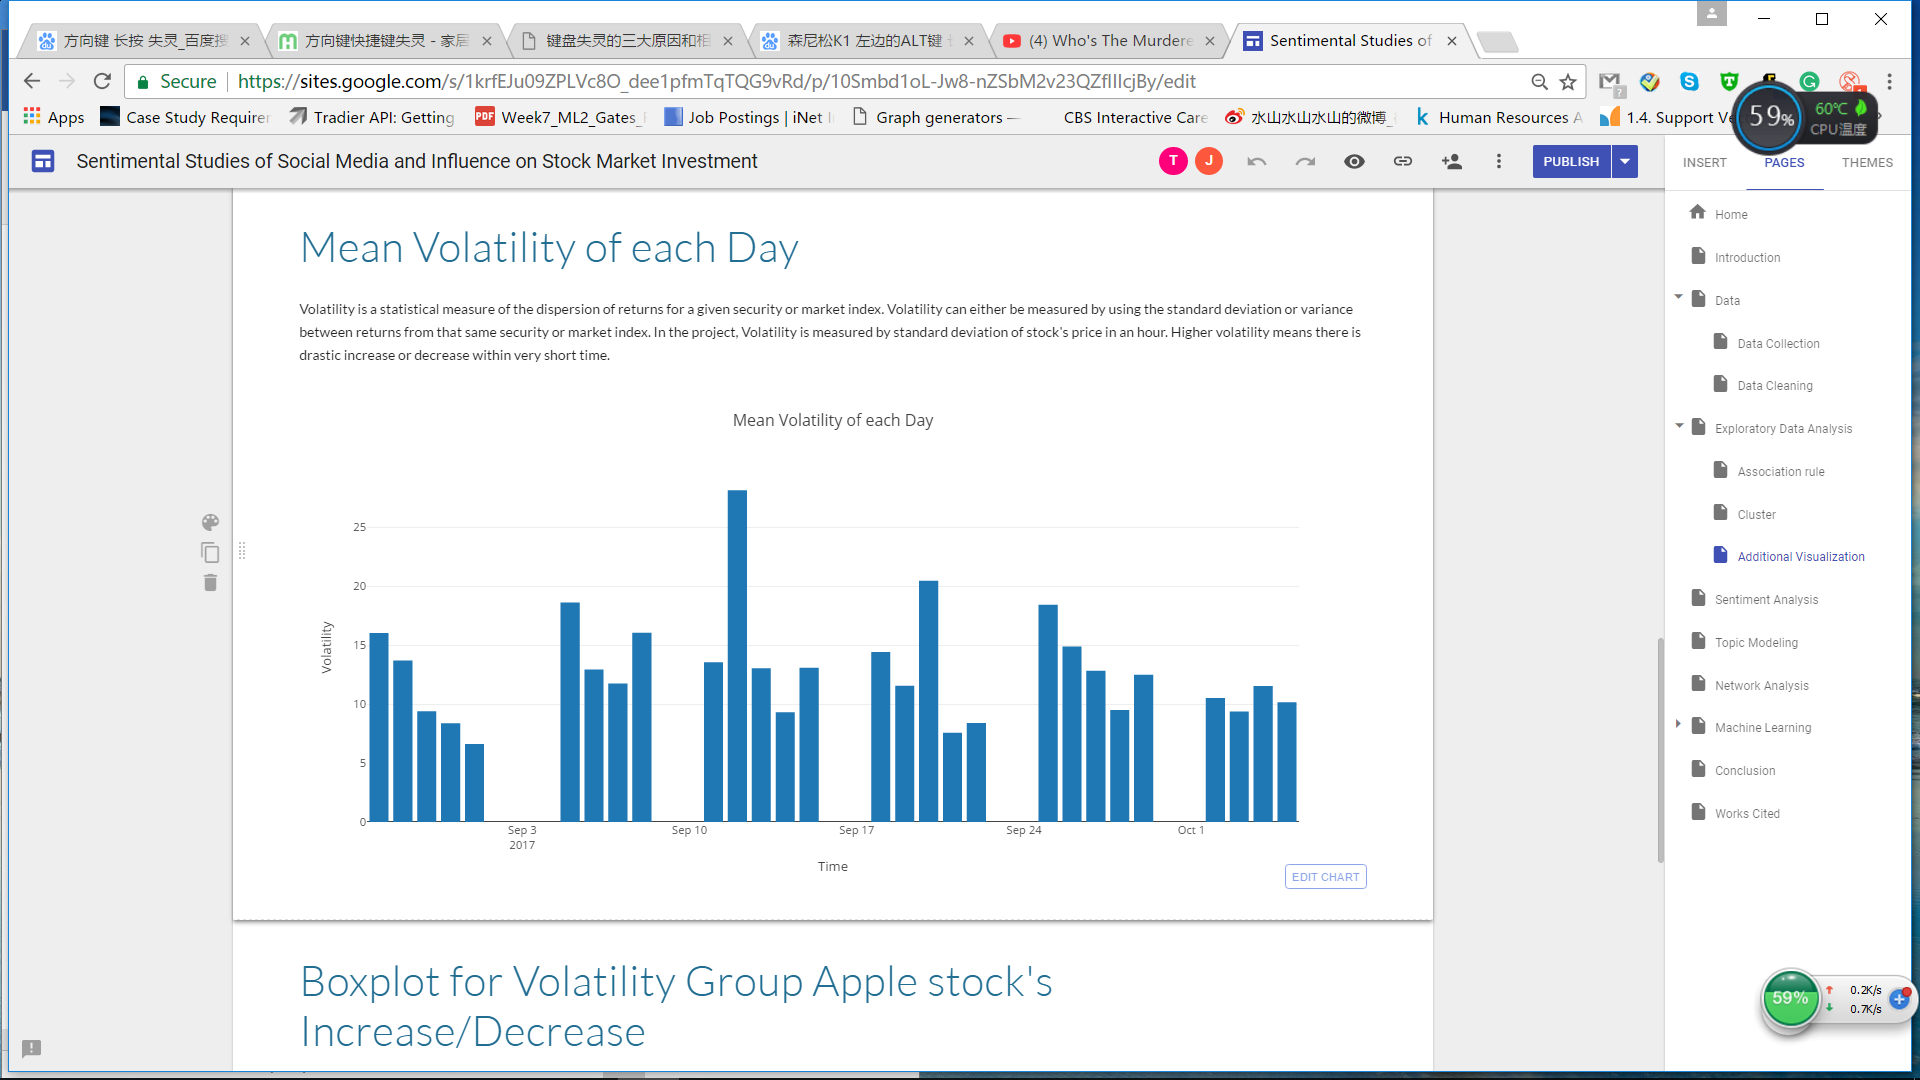 方向键 长按 失灵_百度搜
方向键快捷键失灵 - 家居
键盘失灵的三大原因和相
森尼松K1 左边的ALT键
(4) Who's The Murdere
Sentimental Studies of
Secure
https://sites.google.com/s/1krfEJu09ZPLVc8O_dee1pfmTqTQG9vRd/p/10Smbd1oL-Jw8-nZSbM2v23QZfIlIcjBy/edit
Apps
Case Study Requirer
Tradier API: Getting
PDF
Week7_ML2_Gates_
Job Postings | iNet I
Graph generators —
CBS Interactive Care
水山水山水山的微博_
Human Resources A
1.4. Support Ve
59%
60℃
CPU温度
Sentimental Studies of Social Media and Influence on Stock Market Investment
T
J
PUBLISH
INSERT
PAGES
THEMES
Mean Volatility of each Day
Volatility is a statistical measure of the dispersion of returns for a given security or market index. Volatility can either be measured by using the standard deviation or variance
between returns from that same security or market index. In the project, Volatility is measured by standard deviation of stock's price in an hour. Higher volatility means there is
drastic increase or decrease within very short time.
Mean Volatility of each Day
Volatility
25
20
15
10
5
0
Sep 3
2017
Sep 10
Sep 17
Sep 24
Oct 1
Time
EDIT CHART
Boxplot for Volatility Group Apple stock's
Increase/Decrease
Home
Introduction
Data
Data Collection
Data Cleaning
Exploratory Data Analysis
Association rule
Cluster
Additional Visualization
Sentiment Analysis
Topic Modeling
Network Analysis
Machine Learning
Conclusion
Works Cited
59%
0.2K/s
0.7K/s